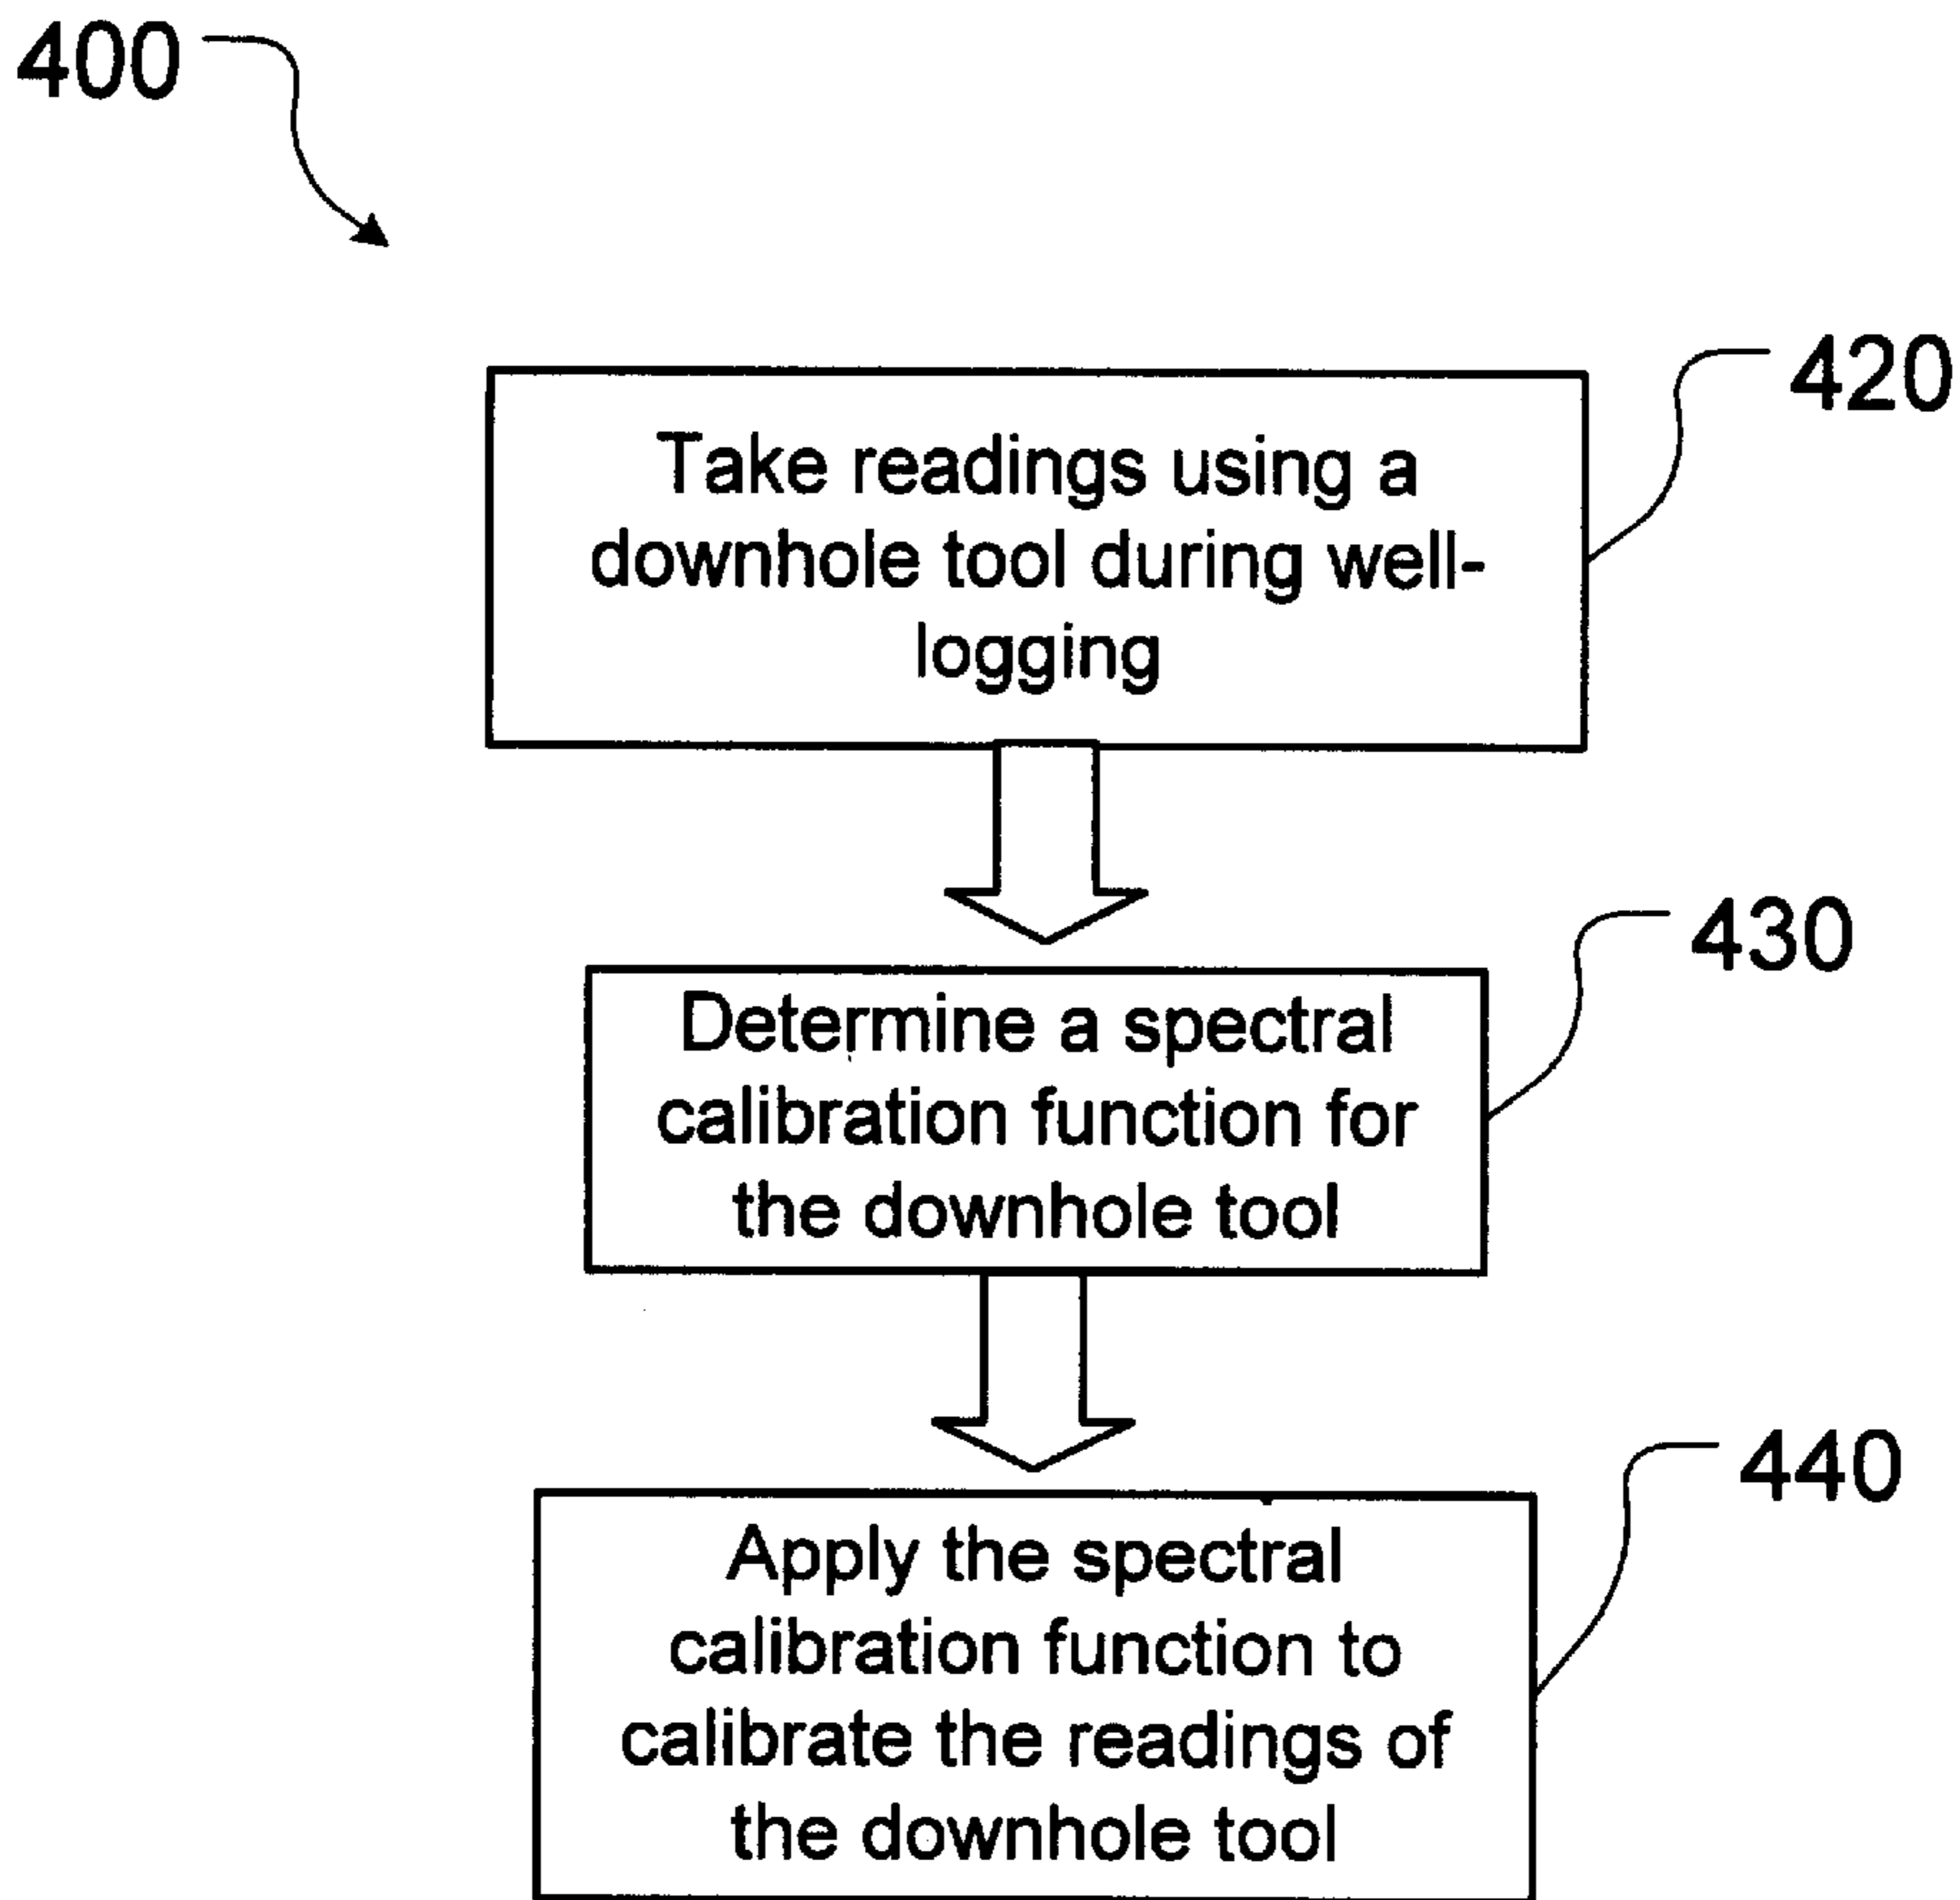 400
420
Take readings using a
downhole tool during well-
logging
430
Determine a spectral
calibration function for
the downhole tool
440
Apply the spectral
calibration function to
calibrate the readings of
the downhole tool